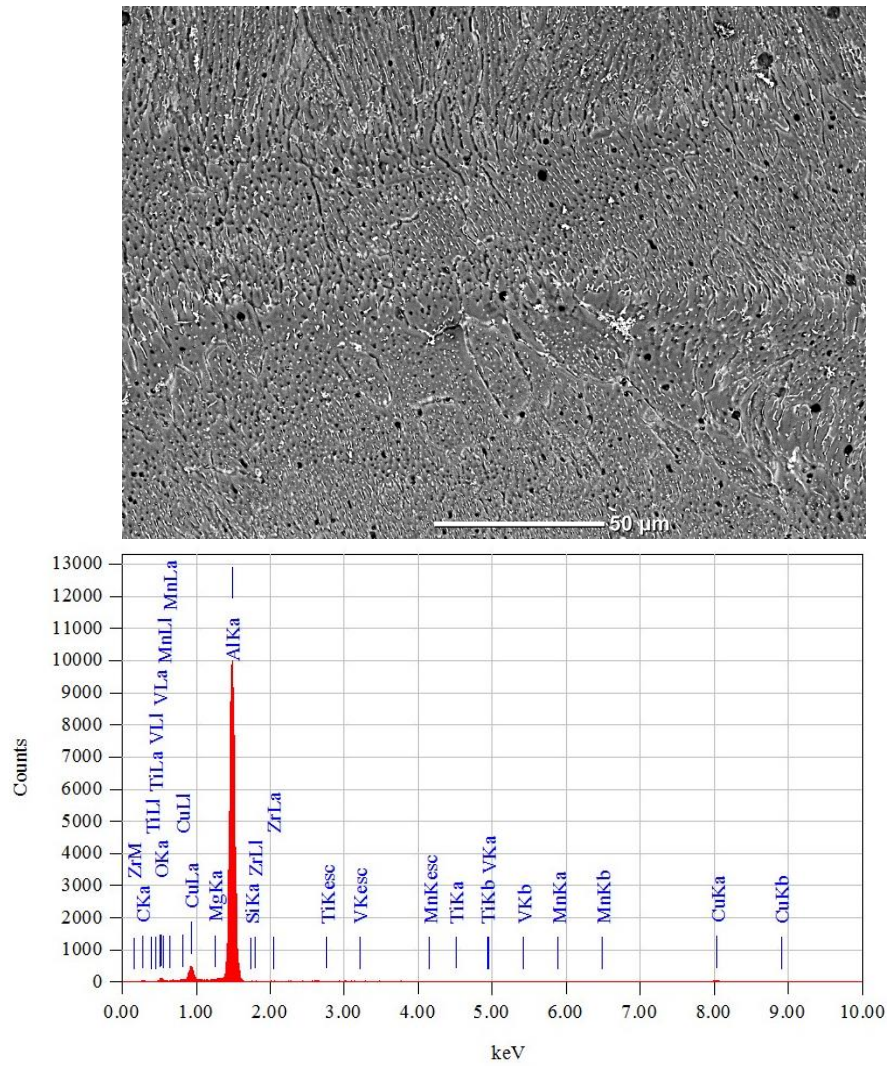 50 µm
13000
12000
11000
10000
9000
8000
7000
6000
5000
4000
3000
2000
1000
0
Counts
ZrM
CKa
TiLl
TiLa
OKa
VLl
VLa
MnLl
MnLa
CuLl
CuLa
MgKa
AlKa
SiKa
ZrLl
ZrLa
TiKesc
VKesc
MnKesc
TiKa
TiKb
VKa
VKb
MnKa
MnKb
CuKa
CuKb
0.00 1.00 2.00 3.00 4.00 5.00 6.00 7.00 8.00 9.00 10.00
keV